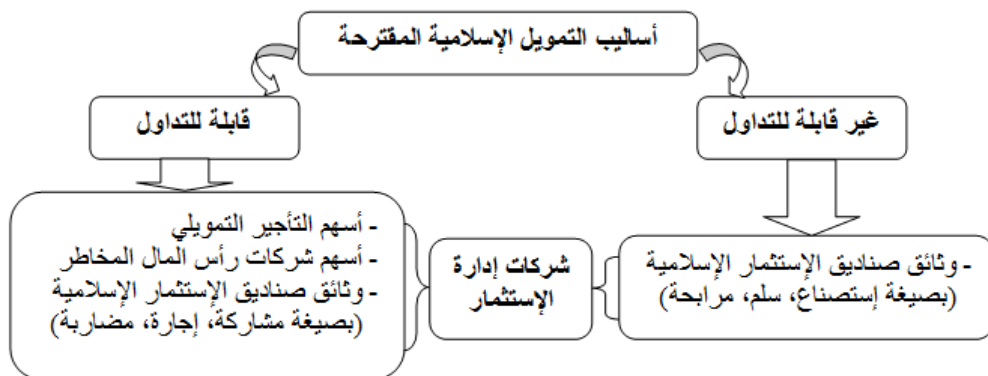 أساليب التمويل الإسلامية المقترحة
غير قابلة للتداول
قابلة للتداول
- وثائق صناديق الإستثمار الإسلامية
(بصيغة إستصناع، سلم، مرابحة)
شركات إدارة
الإستثمار
- أسهم التأجير التمويلي
- أسهم شركات رأس المال المخاطر
- وثائق صناديق الإستثمار الإسلامية
(بصيغة مشاركة، إجارة، مضاربة)